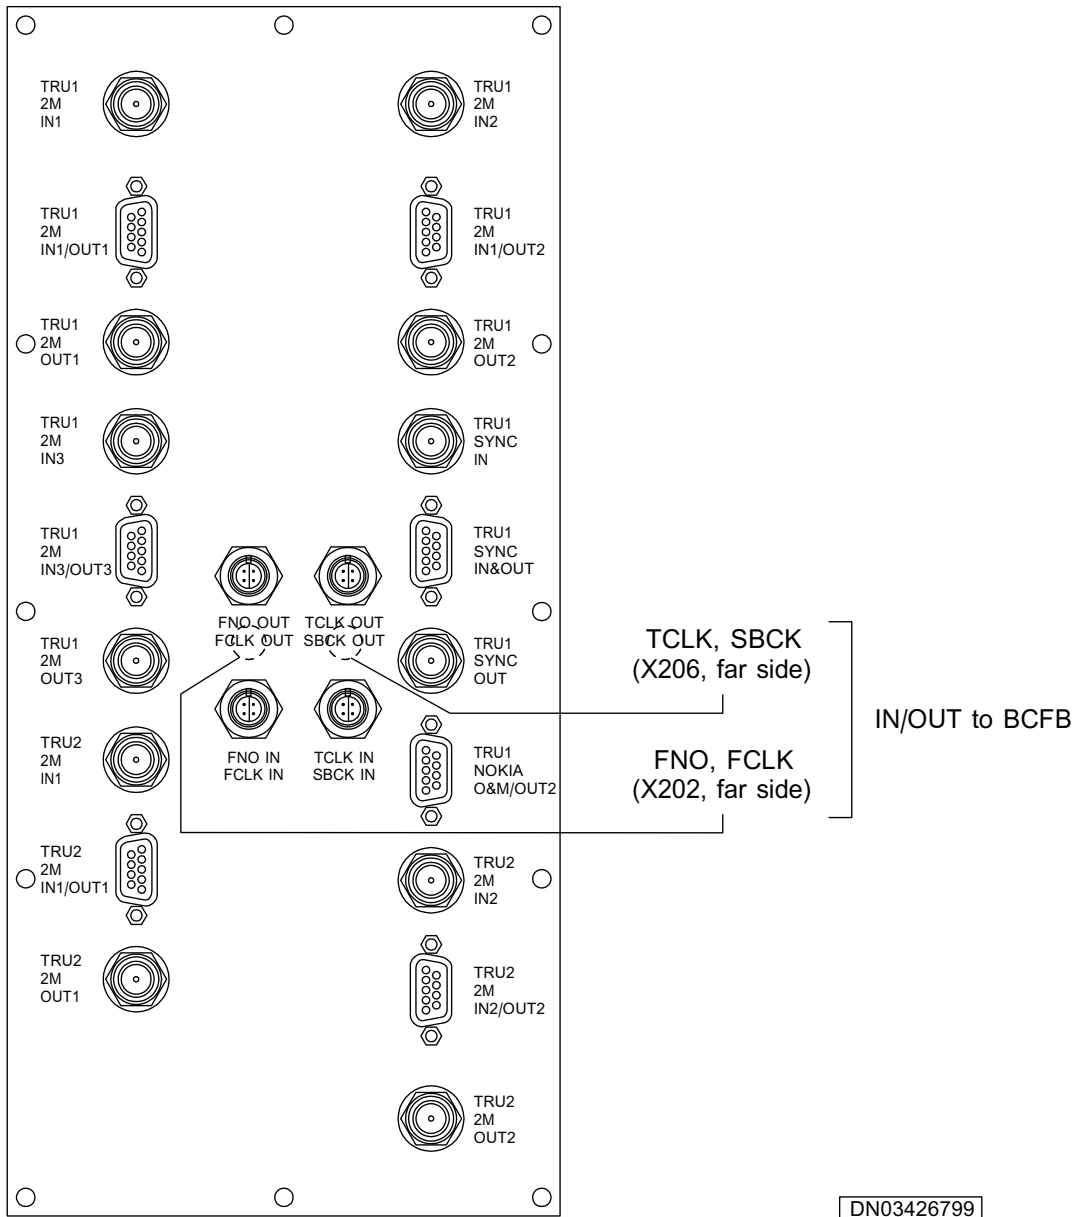 TRU1
2M
IN1
TRU1
2M
IN2
TRU1
2M
IN1/OUT1
TRU1
2M
IN1/OUT2
TRU1
2M
OUT1
TRU1
2M
OUT2
TRU1
2M
IN3
TRU1
SYNC
IN
TRU1
2M
IN3/OUT3
TRU1
SYNC
IN&OUT
FNO OUT
FCLK OUT
TCLK OUT
SBCK OUT
TRU1
2M
OUT3
TRU1
SYNC
OUT
TCLK, SBCK
(X206, far side)
IN/OUT to BCFB
FNO, FCLK
(X202, far side)
TRU2
2M
IN1
FNO IN
FCLK IN
TCLK IN
SBCK IN
TRU1
NOKIA
O&M/OUT2
TRU2
2M
IN1/OUT1
TRU2
2M
IN2
TRU2
2M
OUT1
TRU2
2M
IN2/OUT2
TRU2
2M
OUT2
DN03426799